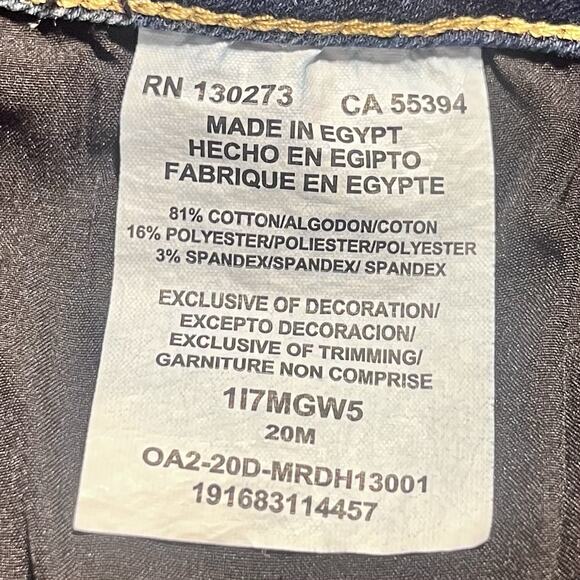 RN 130273 CA 55394
MADE IN EGYPT
HECHO EN EGIPTO
FABRIQUE EN EGYPTE
81% COTTON/ALGODON/COTON
16% POLYESTER/POLIESTER/POLYESTER
3% SPANDEX/SPANDEX/ SPANDEX
EXCLUSIVE OF DECORATION/
EXCEPTO DECORACION/
EXCLUSIVE OF TRIMMING/
GARNITURE NON COMPRISE
1I7MGW5
20M
OA2-20D-MRDH13001
191683114457